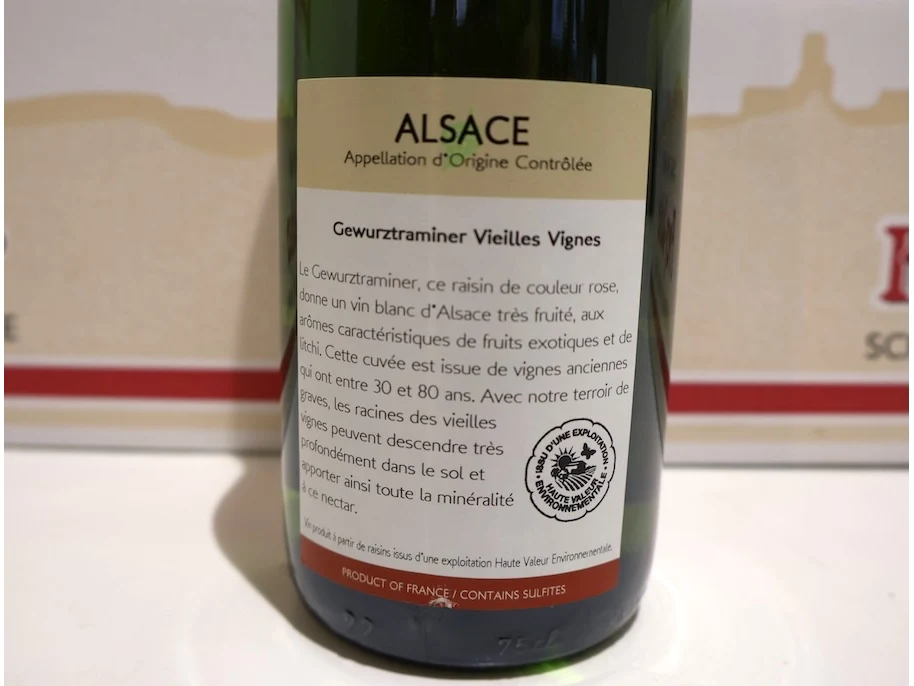 ALSACE
Appellation d'Origine Contrôlée
Gewurztraminer Vieilles Vignes
Le Gewurztraminer, ce raisin de couleur rose,
donne un vin blanc d'Alsace très fruité, aux
arômes caractéristiques de fruits exotiques et de
litchi. Cette cuvée est issue de vignes anciennes
qui ont entre 30 et 80 ans. Avec notre terroir de
graves, les racines des vieilles
vignes peuvent descendre très
profondément dans le sol et
apporter ainsi toute la minéralité
à ce nectar.
ISSU D'UNE EXPLOITATION
HAUTE VALEUR
ENVIRONNEMENTALE
Vin produit à partir de raisins issus d'une exploitation Haute Valeur Environnementale.
PRODUCT OF FRANCE / CONTAINS SULFITES
75cl